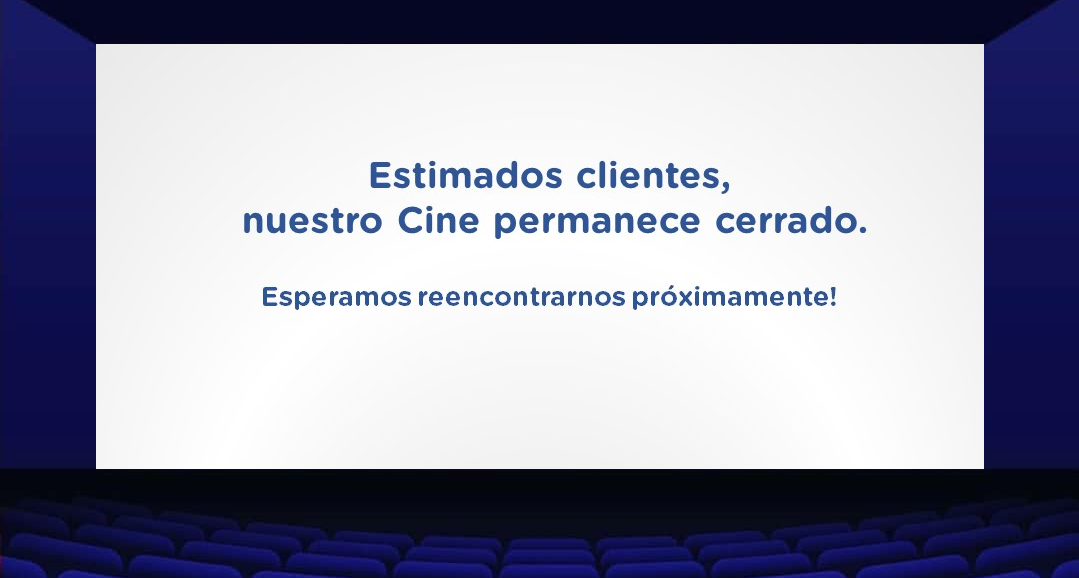 Estimados clientes,
nuestro Cine permanece cerrado.
Esperamos reencontrarnos próximamente!